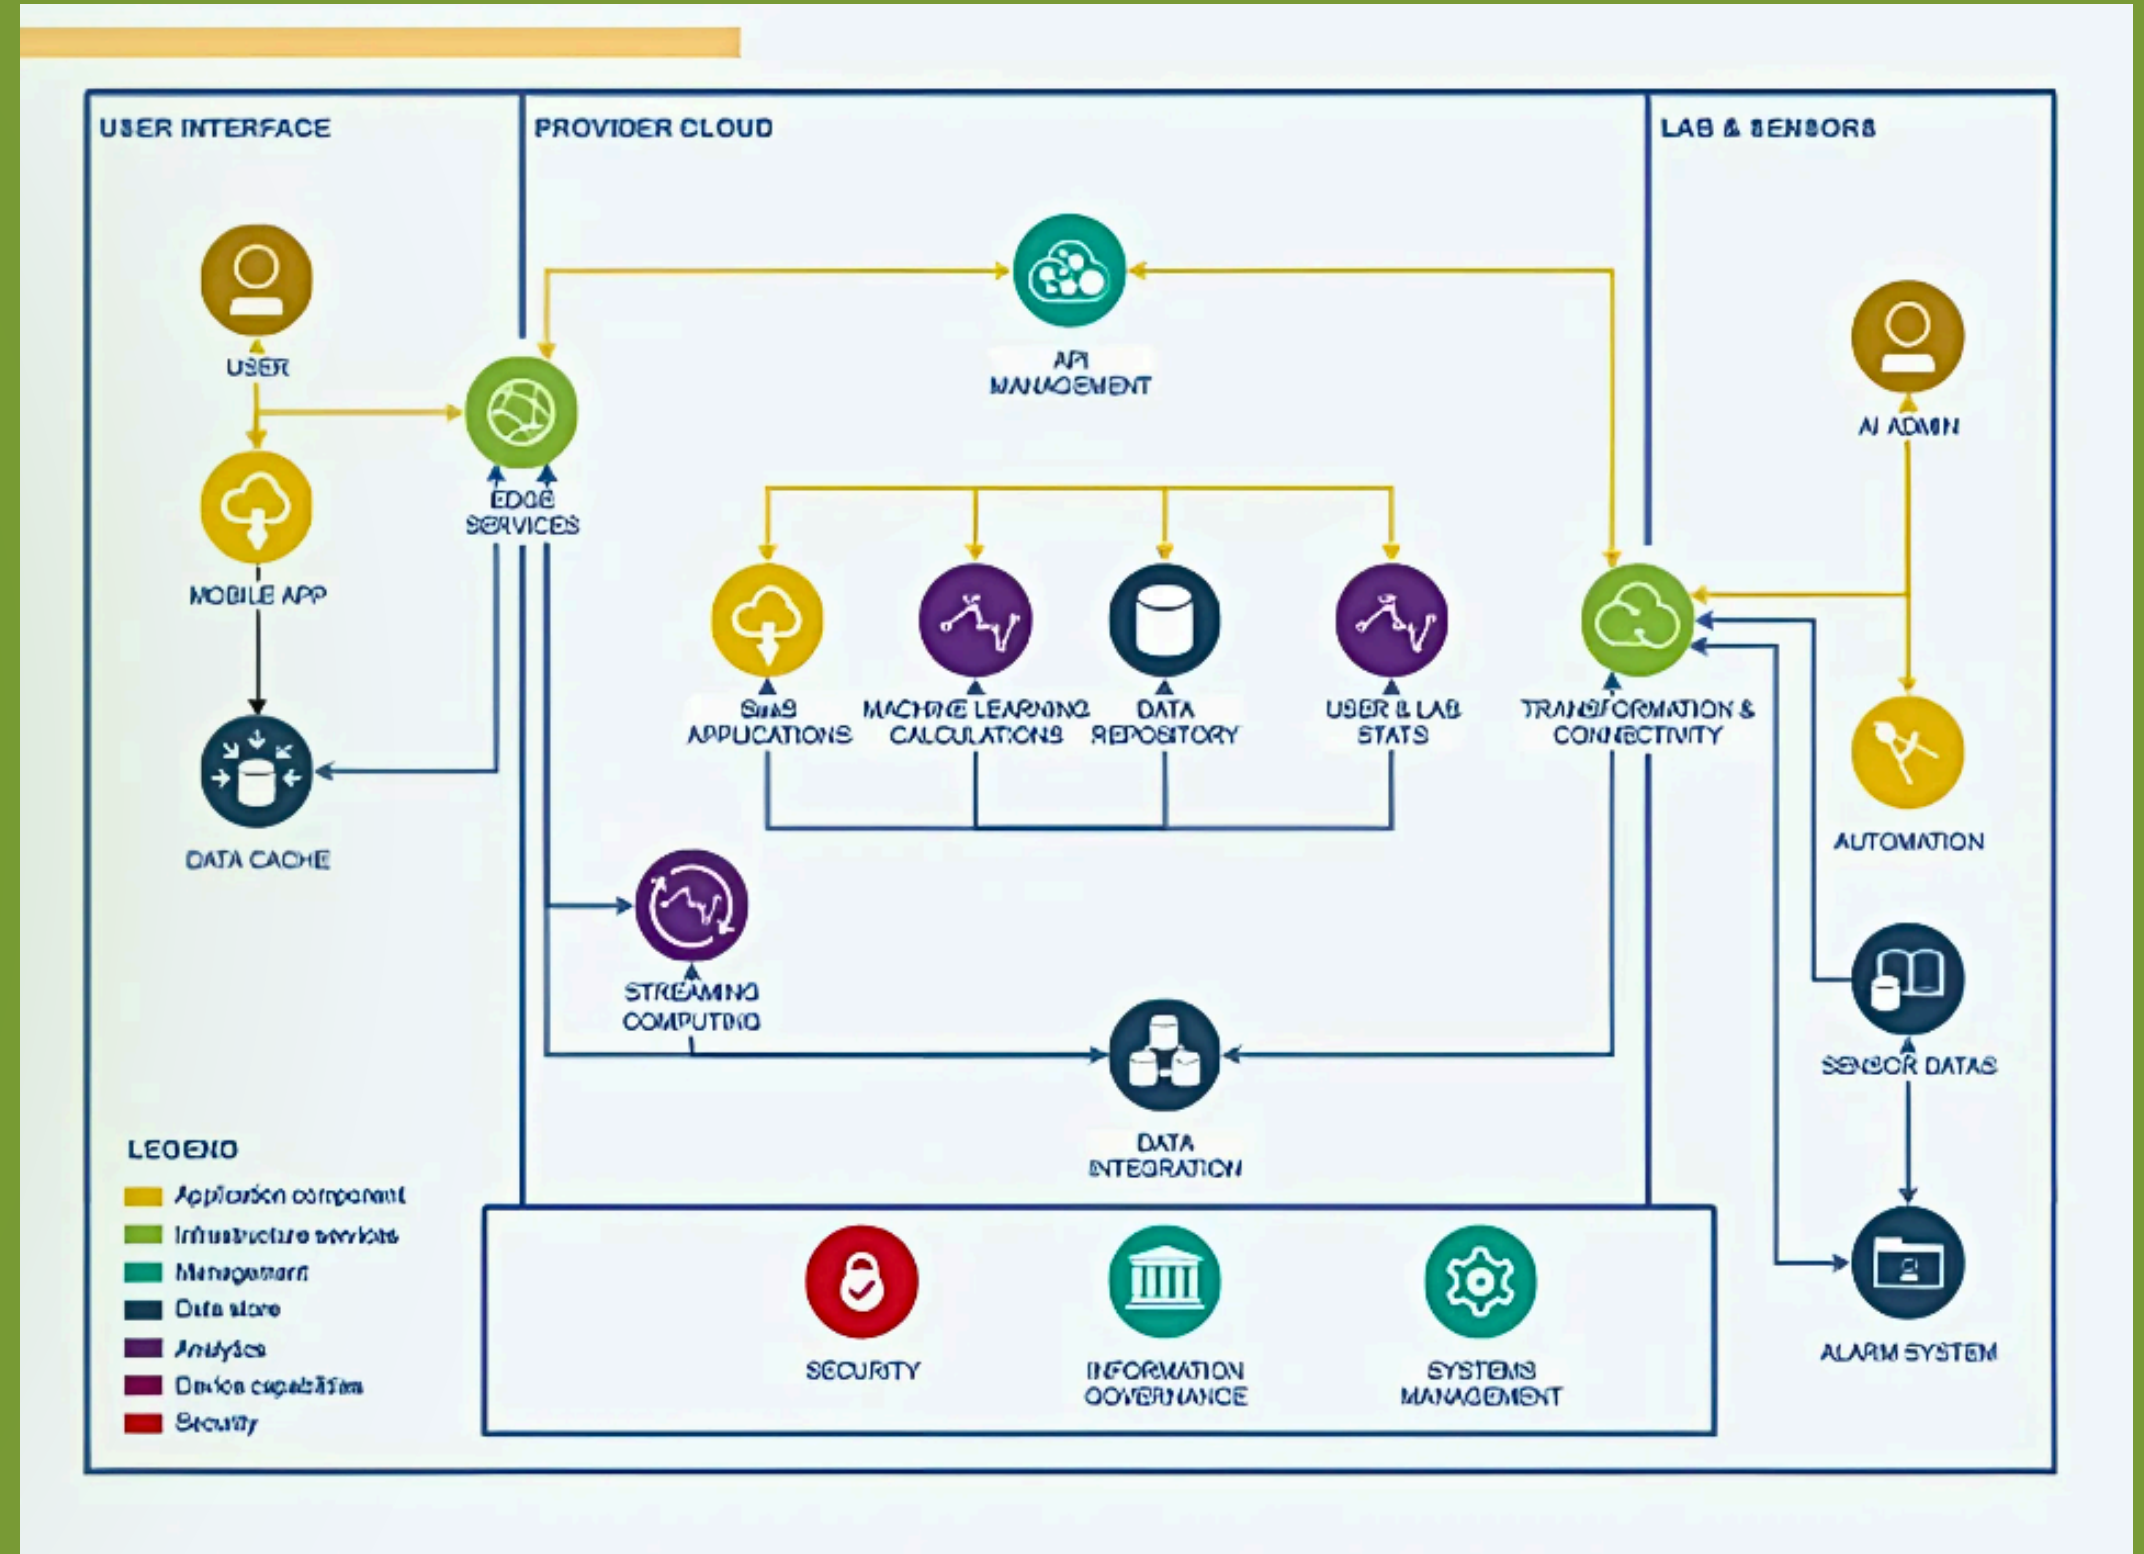 USER INTERFACE
PROVIDER CLOUD
LAB & SENSORS
USER
MOBILE APP
DATA CACHE
EDGE
SERVICES
API
MANAGEMENT
SaaS
APPLICATIONS
MACHINE LEARNING
CALCULATIONS
DATA
REPOSITORY
USER & LAB
STATS
TRANSFORMATION &
CONNECTIVITY
STREAMING
COMPUTING
DATA
INTEGRATION
AI ADMIN
AUTOMATION
SENSOR DATAS
ALARM SYSTEM
LEGEND
Application component
Infrastructure services
Management
Data store
Analytics
Device capabilities
Security
SECURITY
INFORMATION
GOVERNANCE
SYSTEMS
MANAGEMENT